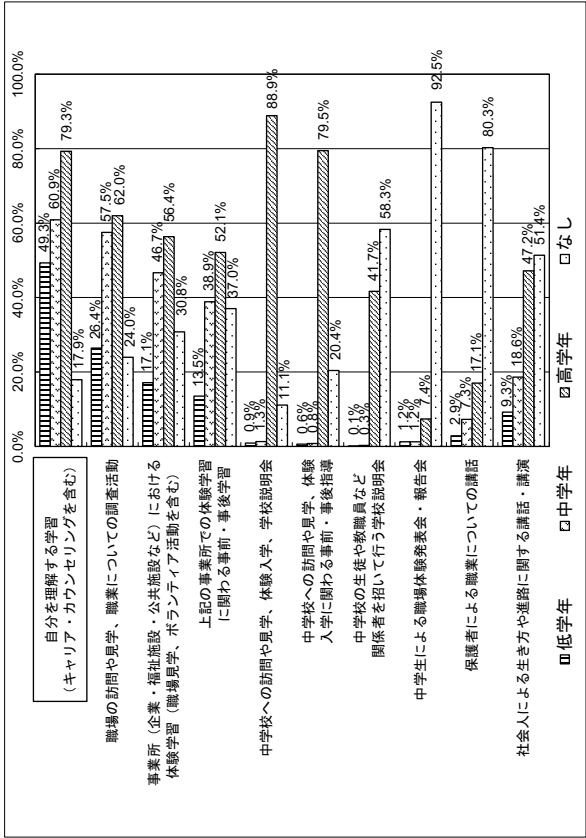 0.0%
20.0%
40.0%
60.0%
80.0%
100.0%
自分を理解する学習
（キャリア・カウンセリングを含む）
49.3%
60.9%
79.3%
17.9%
職場の訪問や見学、職業についての調査活動
26.4%
57.5%
62.0%
24.0%
事業所（企業・福祉施設・公共施設など）における
体験学習（職場見学、ボランティア活動を含む）
17.1%
46.7%
56.4%
30.8%
上記の事業所での体験学習
に関わる事前・事後学習
13.5%
38.9%
52.1%
37.0%
中学校への訪問や見学、体験入学、学校説明会
0.9%
1.3%
88.9%
11.1%
中学校への訪問や見学、体験
入学に関わる事前・事後指導
0.6%
0.8%
79.5%
20.4%
中学校の生徒や教職員など
関係者を招いて行う学校説明会
0.1%
0.3%
41.7%
58.3%
中学生による職場体験発表会・報告会
1.2%
1.2%
7.4%
92.5%
保護者による職業についての講話
2.9%
7.3%
17.1%
80.3%
社会人による生き方や進路に関する講話・講演
9.3%
18.6%
47.2%
51.4%
低学年
中学年
高学年
なし